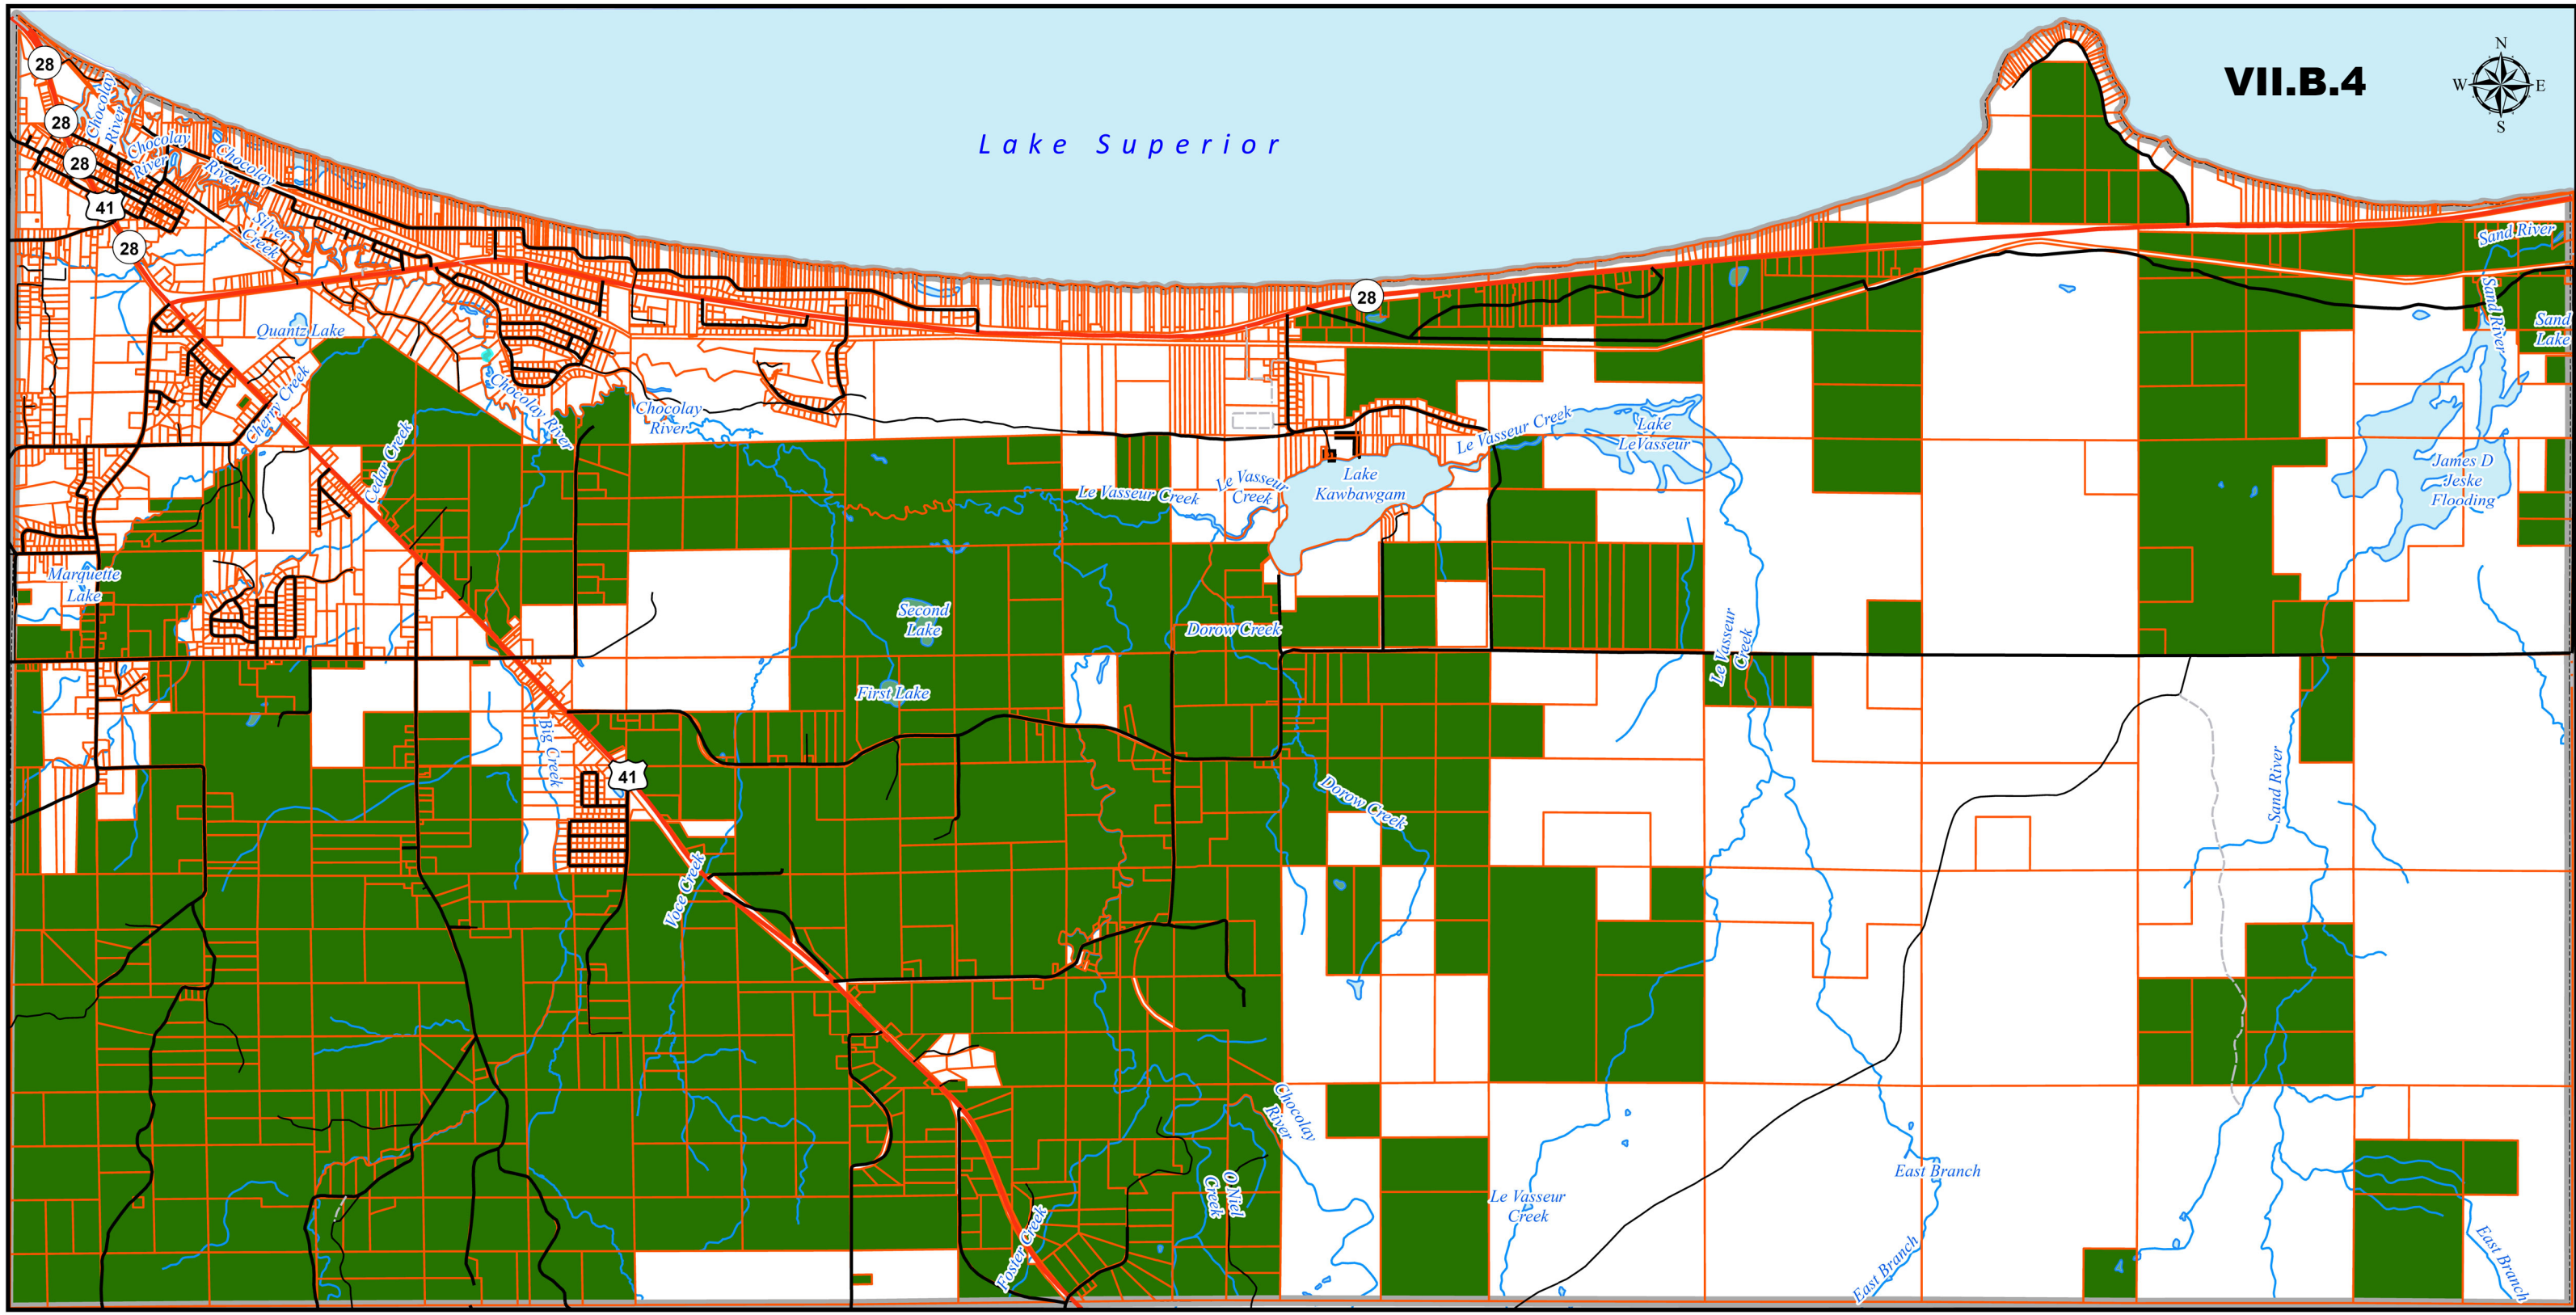 VII.B.4
N
W
E
S
Lake Superior
28
Chocolay
River
28
Chocolay
River
28
Chocolay
River
41
28
Silver
Creek
Sand River
Sand River
28
Quantz Lake
Sand
Lake
Cherry Creek
Chocolay River
Chocolay
River
Le Vasseur Creek
Lake
LeVasseur
Cedar Creek
Lake
Kawbawgam
James D
Jeske
Flooding
Le Vasseur Creek
Le Vasseur
Creek
Marquette
Lake
Second
Lake
Dorow Creek
Le Vasseur
Creek
First Lake
Big Creek
41
Dorow Creek
Sand River
Voce Creek
Chocolay
River
O Niel
Creek
Foster Creek
Le Vasseur
Creek
East Branch
East Branch
East Branch